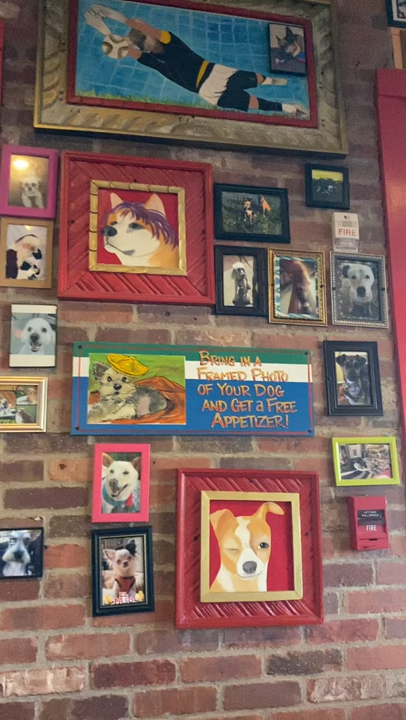 FIRE
BRING IN A
FRAMED PHOTO
OF YOUR DOG
AND GET a FREE
APPETIZER!
FIRE